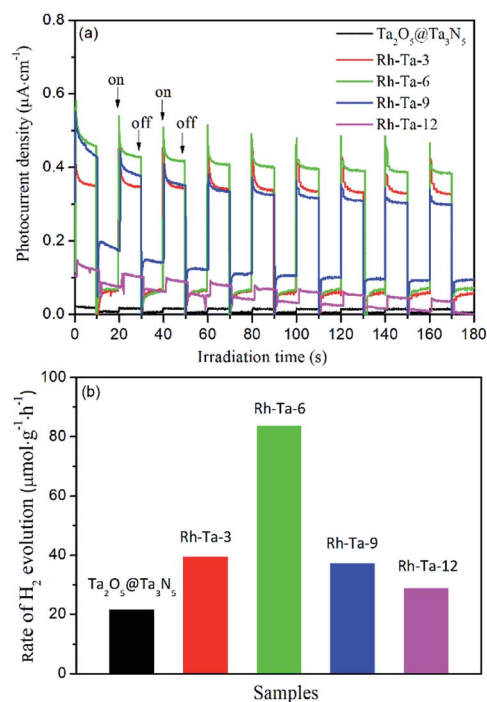 (a)
Ta₂O₅@Ta₃N₅
Rh-Ta-3
Rh-Ta-6
Rh-Ta-9
Rh-Ta-12
on
on
off
off
Photocurrent density (μA·cm⁻¹)
0.8
0.6
0.4
0.2
0.0
0 20 40 60 80 100 120 140 160 180
Irradiation time (s)
(b)
Rate of H₂ evolution (μmol·g⁻¹·h⁻¹)
100
80
60
40
20
0
Ta₂O₅@Ta₃N₅
Rh-Ta-3
Rh-Ta-6
Rh-Ta-9
Rh-Ta-12
Samples